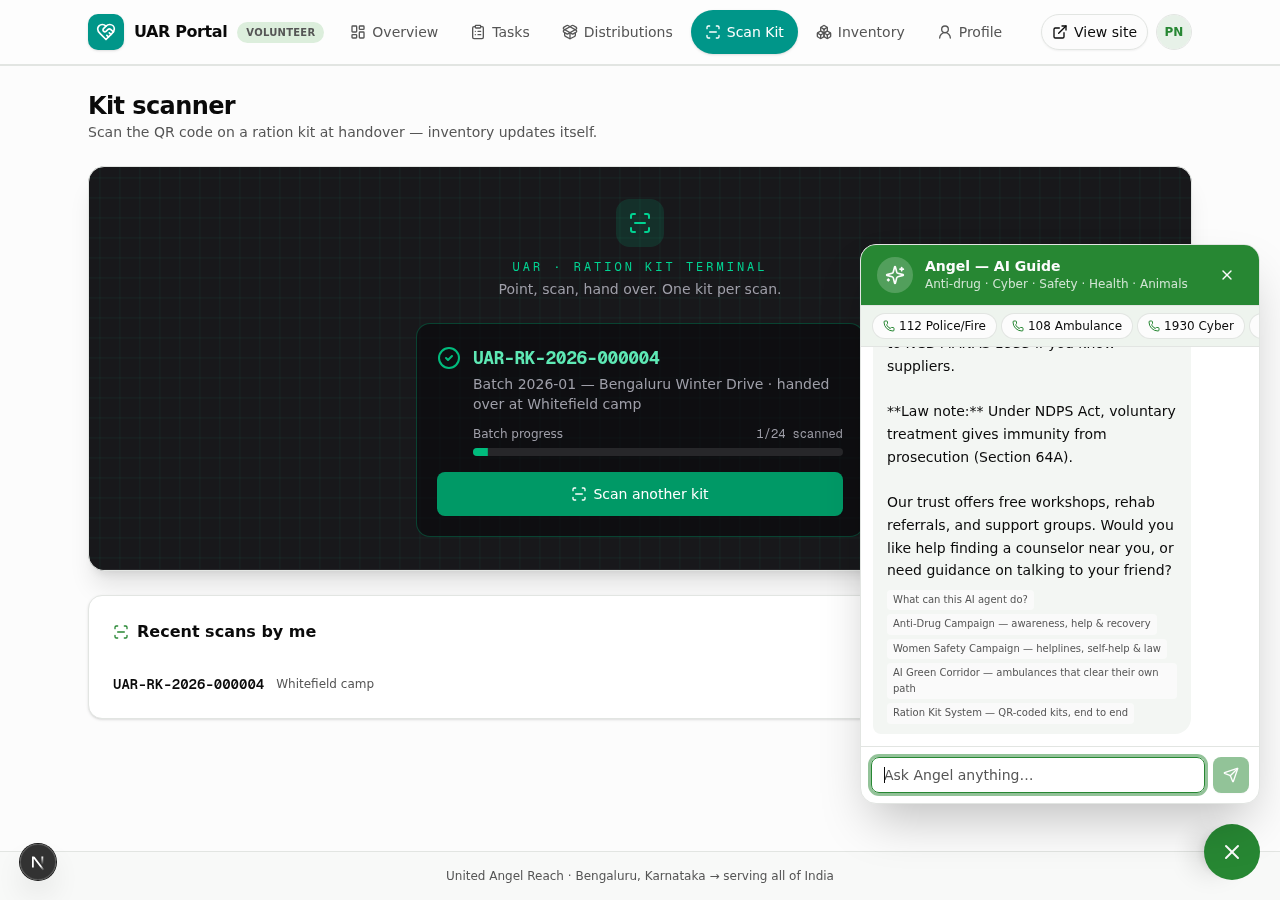 UAR Portal
VOLUNTEER
Overview
Tasks
Distributions
Scan Kit
Inventory
Profile
View site
PN
Kit scanner
Scan the QR code on a ration kit at handover — inventory updates itself.
UAR · RATION KIT TERMINAL
Point, scan, hand over. One kit per scan.
UAR-RK-2026-000004
Batch 2026-01 — Bengaluru Winter Drive · handed
over at Whitefield camp
Batch progress
1/24 scanned
Scan another kit
Recent scans by me
UAR-RK-2026-000004
Whitefield camp
Angel — AI Guide
Anti-drug · Cyber · Safety · Health · Animals
112 Police/Fire
108 Ambulance
1930 Cyber
suppliers.
**Law note:** Under NDPS Act, voluntary
treatment gives immunity from
prosecution (Section 64A).
Our trust offers free workshops, rehab
referrals, and support groups. Would you
like help finding a counselor near you, or
need guidance on talking to your friend?
What can this AI agent do?
Anti-Drug Campaign — awareness, help & recovery
Women Safety Campaign — helplines, self-help & law
AI Green Corridor — ambulances that clear their own
path
Ration Kit System — QR-coded kits, end to end
Ask Angel anything...
N
United Angel Reach · Bengaluru, Karnataka → serving all of India